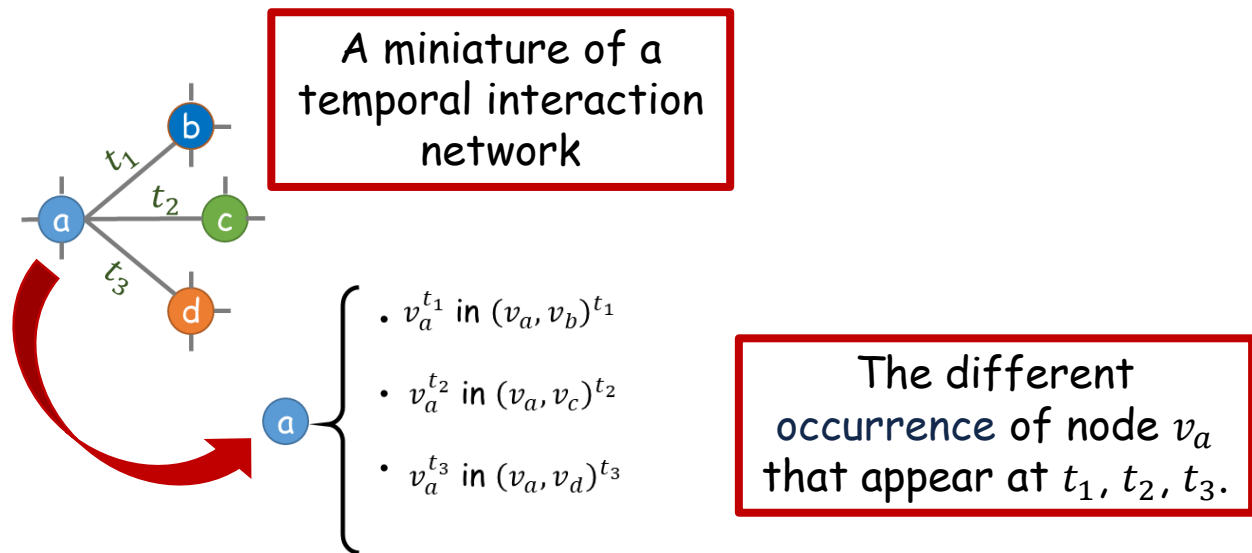 A miniature of a
temporal interaction
network
b
t₁
t₂
a
c
t₃
d
• v_a^{t₁} in (v_a, v_b)^{t₁}
• v_a^{t₂} in (v_a, v_c)^{t₂}
a
• v_a^{t₃} in (v_a, v_d)^{t₃}
The different
occurrence of node v_a
that appear at t₁, t₂, t₃.